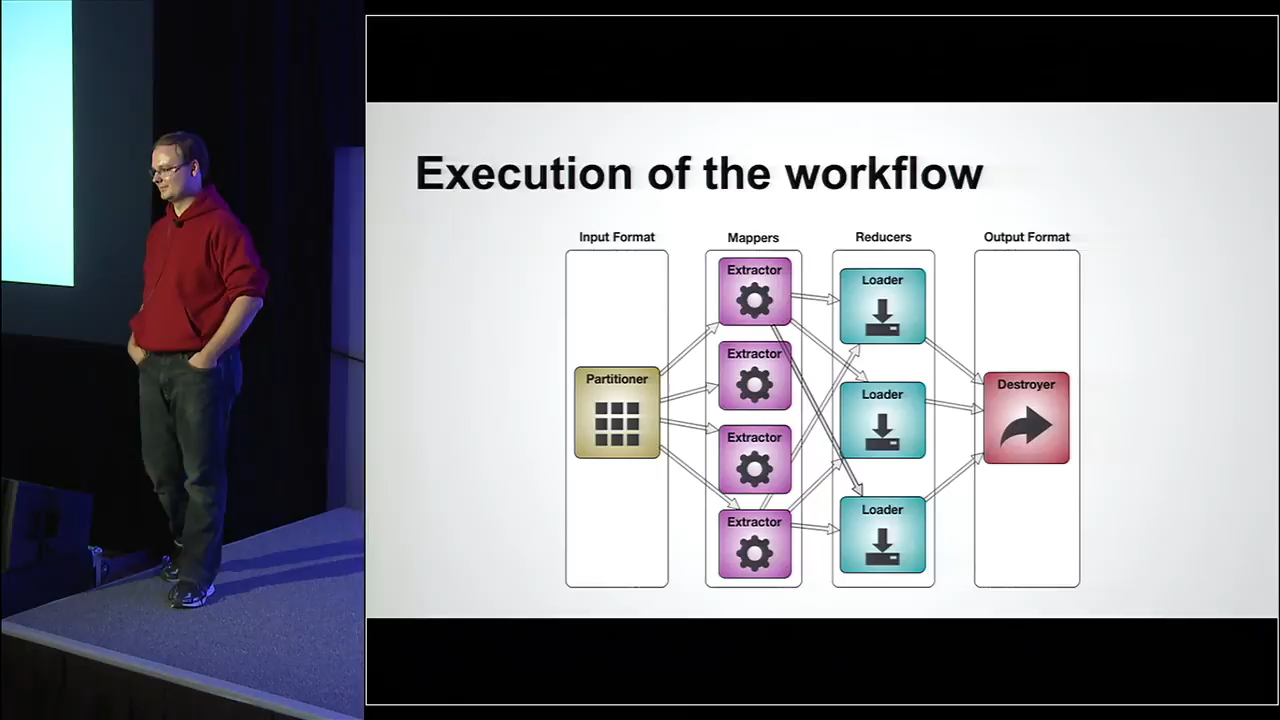 Execution of the workflow
Input Format
Mappers
Reducers
Output Format
Partitioner
Extractor
Extractor
Extractor
Extractor
Loader
Loader
Loader
Destroyer